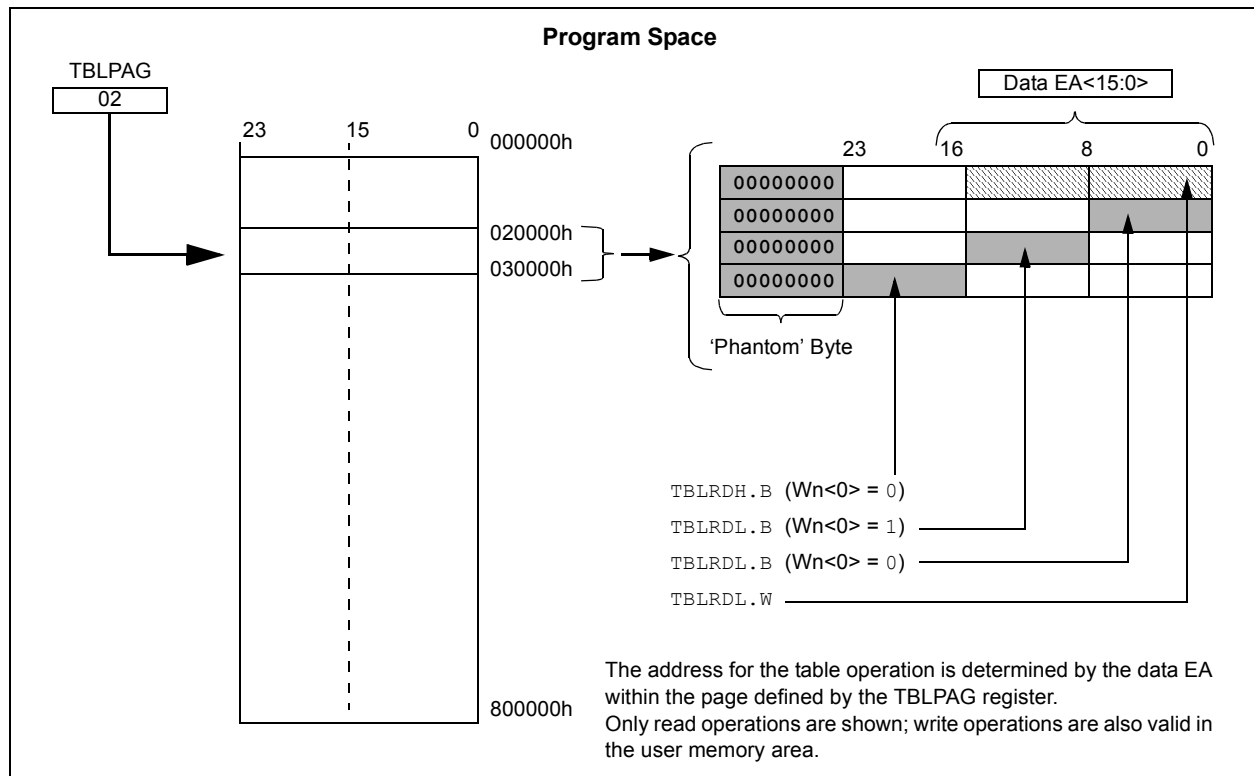 Program Space
TBLPAG
02
Data EA<15:0>
23 15 0
000000h
23 16 8 0
00000000
00000000
00000000
00000000
020000h
030000h
‘Phantom’ Byte
TBLRDH.B (Wn<0> = 0)
TBLRDL.B (Wn<0> = 1)
TBLRDL.B (Wn<0> = 0)
TBLRDL.W
800000h
The address for the table operation is determined by the data EA
within the page defined by the TBLPAG register.
Only read operations are shown; write operations are also valid in
the user memory area.